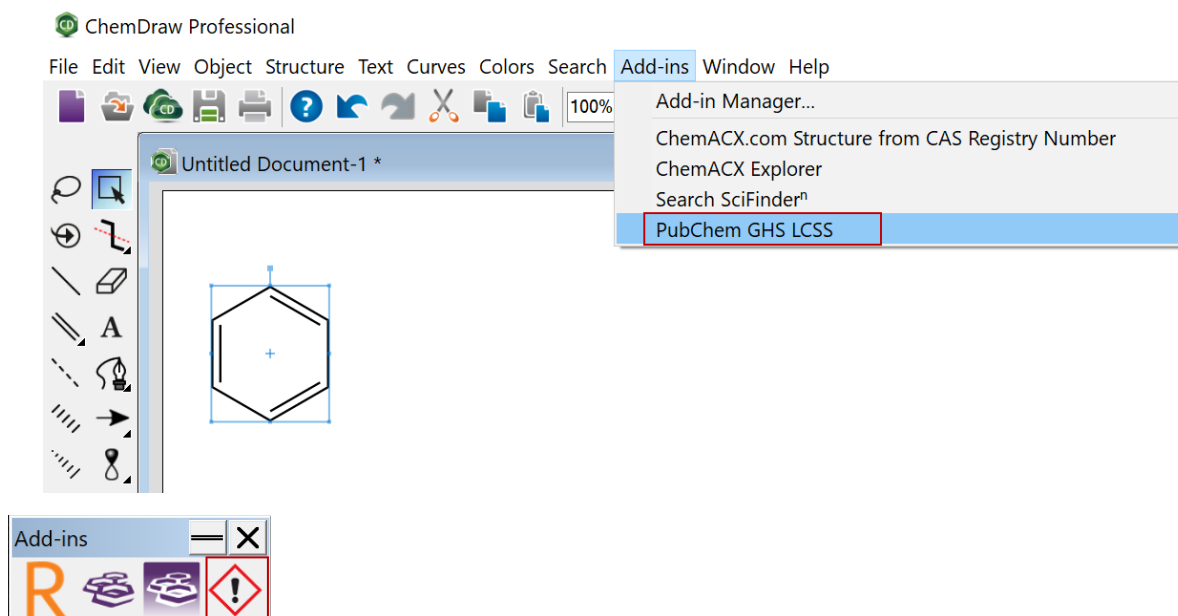 ChemDraw Professional
File Edit View Object Structure Text Curves Colors Search Add-ins Window Help
100%
Add-in Manager...
Untitled Document-1 *
ChemACX.com Structure from CAS Registry Number
ChemACX Explorer
Search SciFinderⁿ
PubChem GHS LCSS
A
Add-ins
R